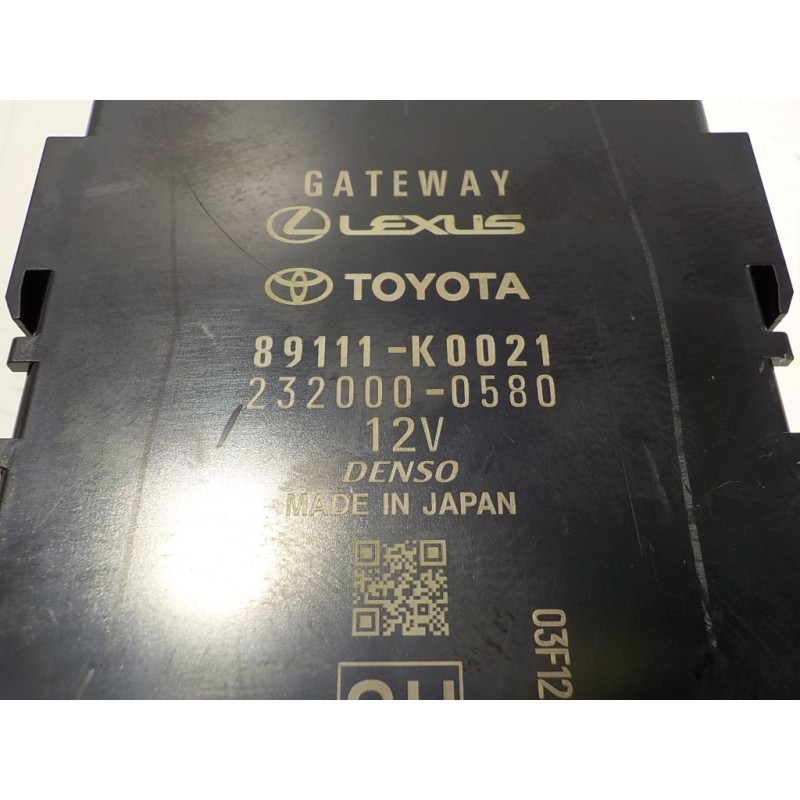 GATEWAY
LEXUS
TOYOTA
89111-K0021
232000-0580
12V
DENSO
MADE IN JAPAN
03F12